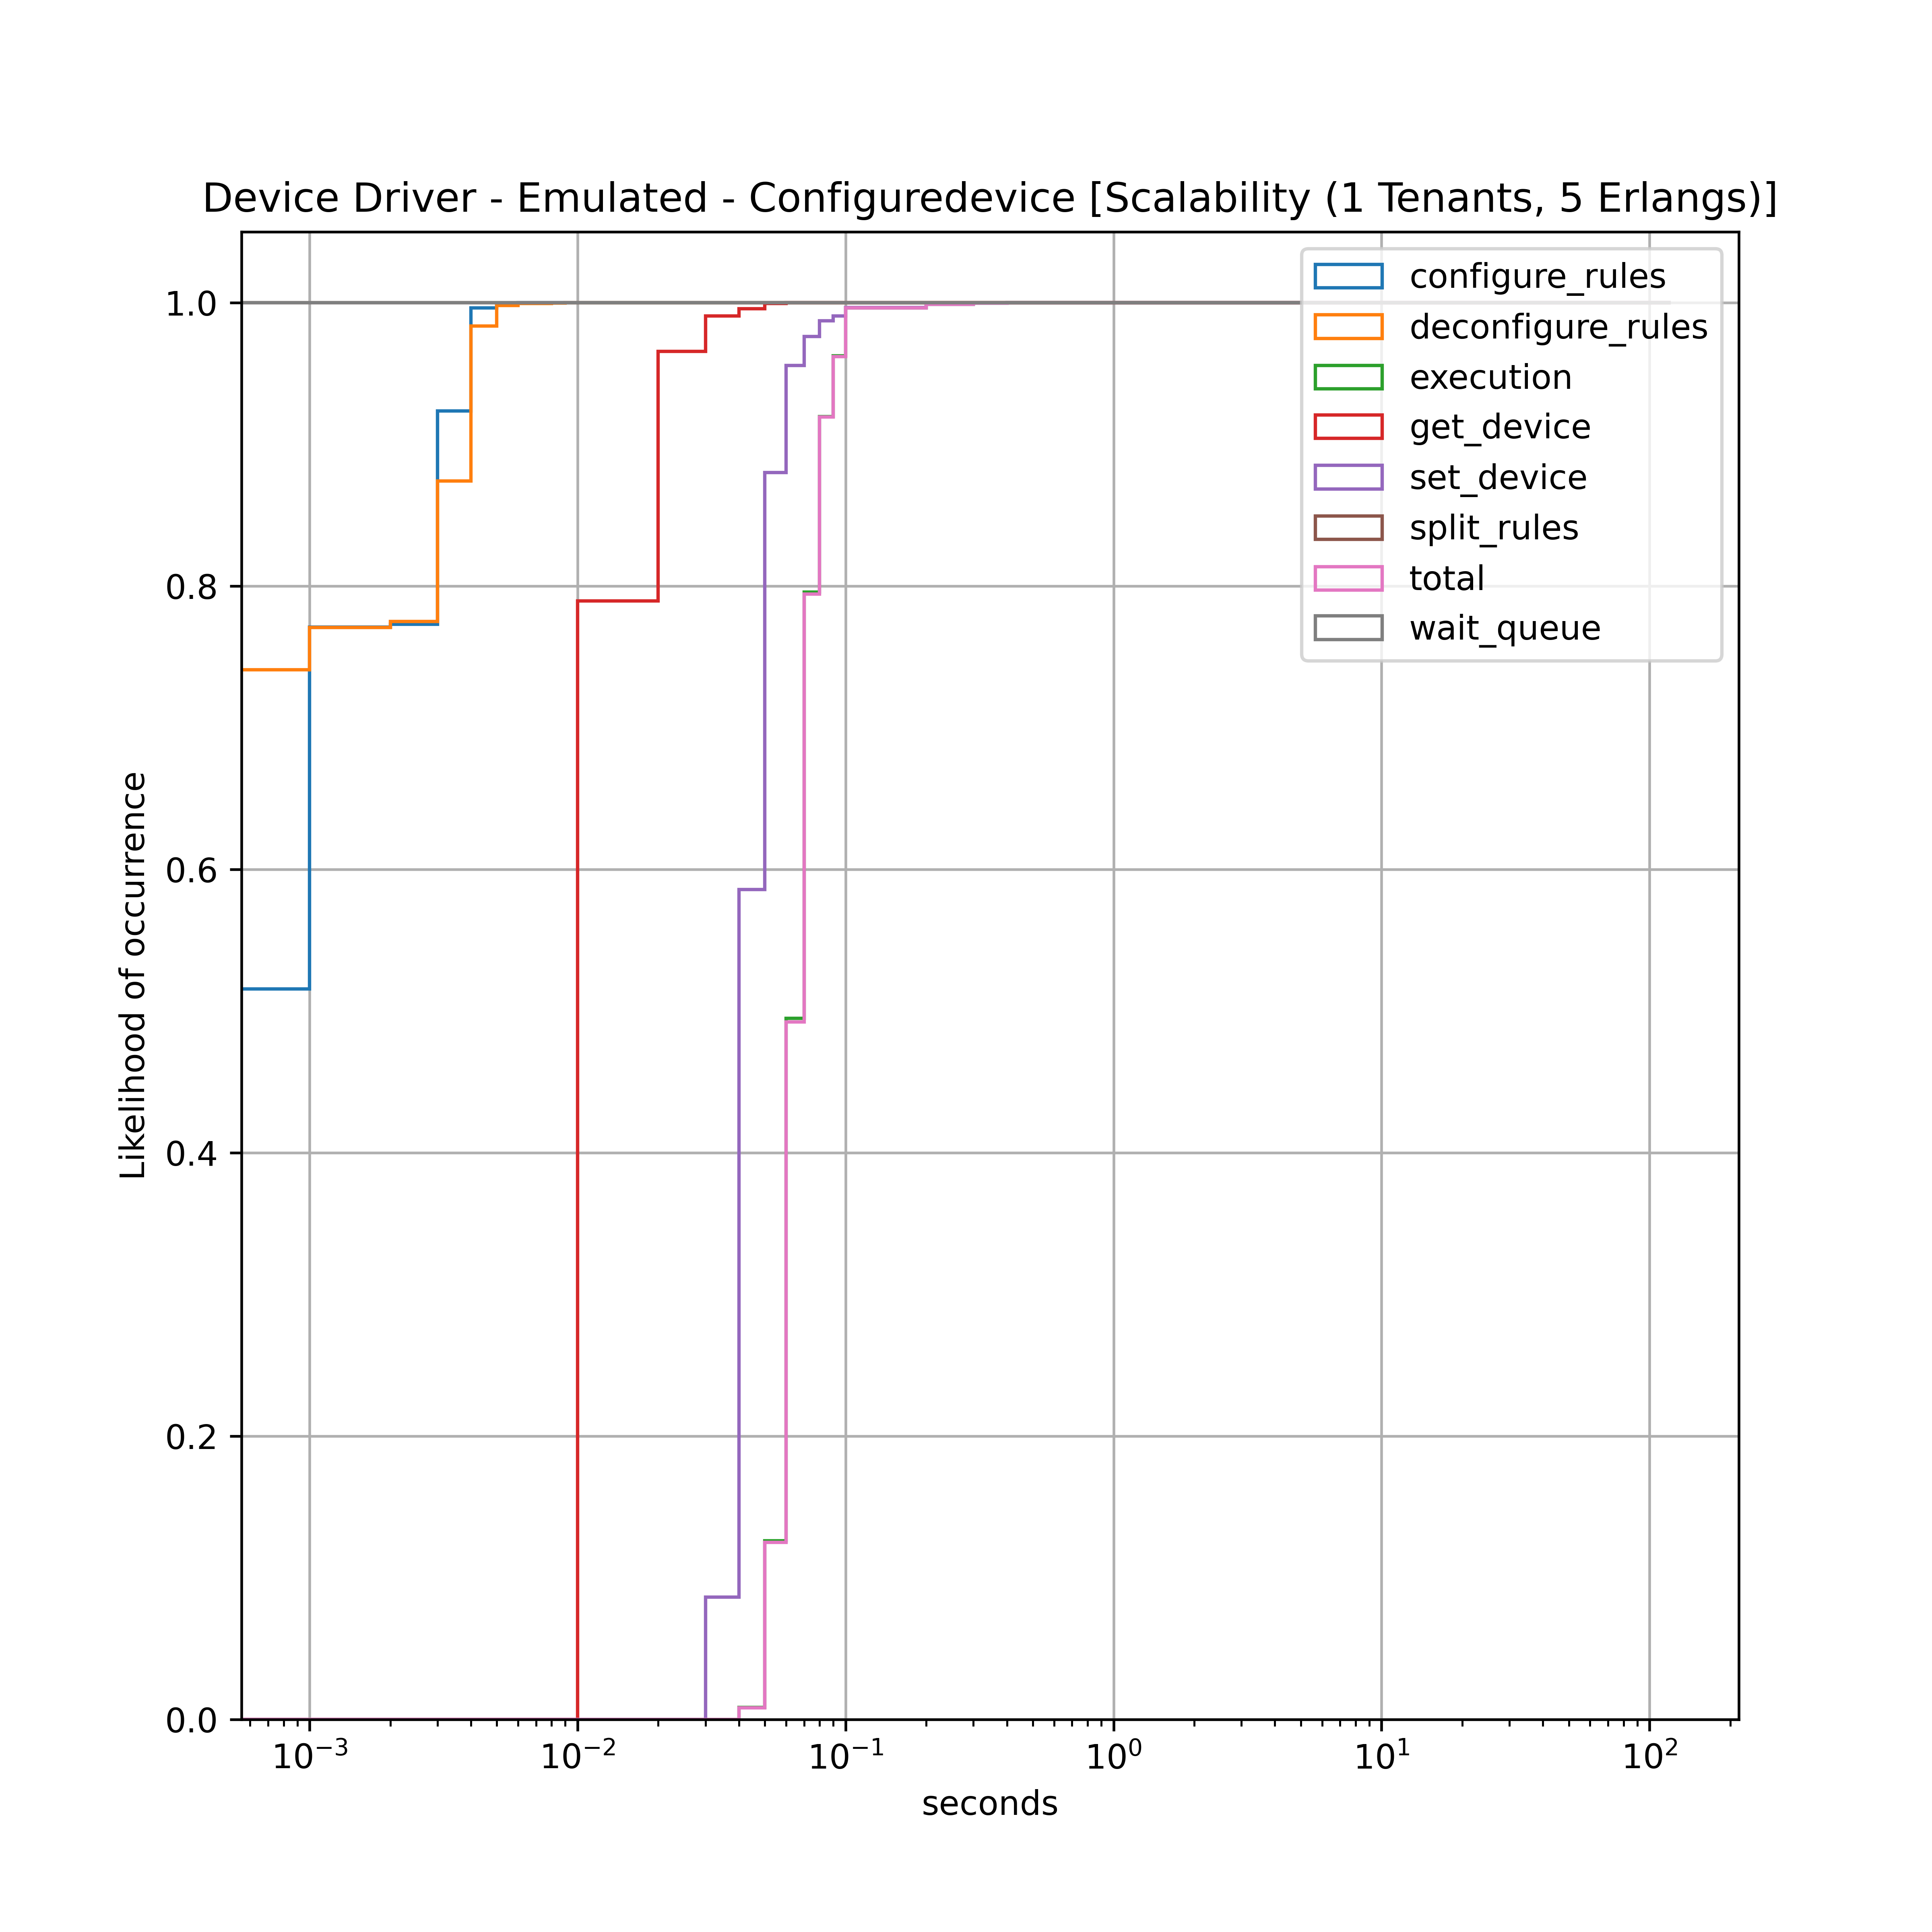 Device Driver - Emulated - Configuredevice [Scalability (1 Tenants, 5 Erlangs)]
configure_rules
deconfigure_rules
execution
get_device
set_device
split_rules
total
wait_queue
1.0
0.8
0.6
0.4
0.2
0.0
Likelihood of occurrence
10⁻³ 10⁻² 10⁻¹ 10⁰ 10¹ 10²
seconds